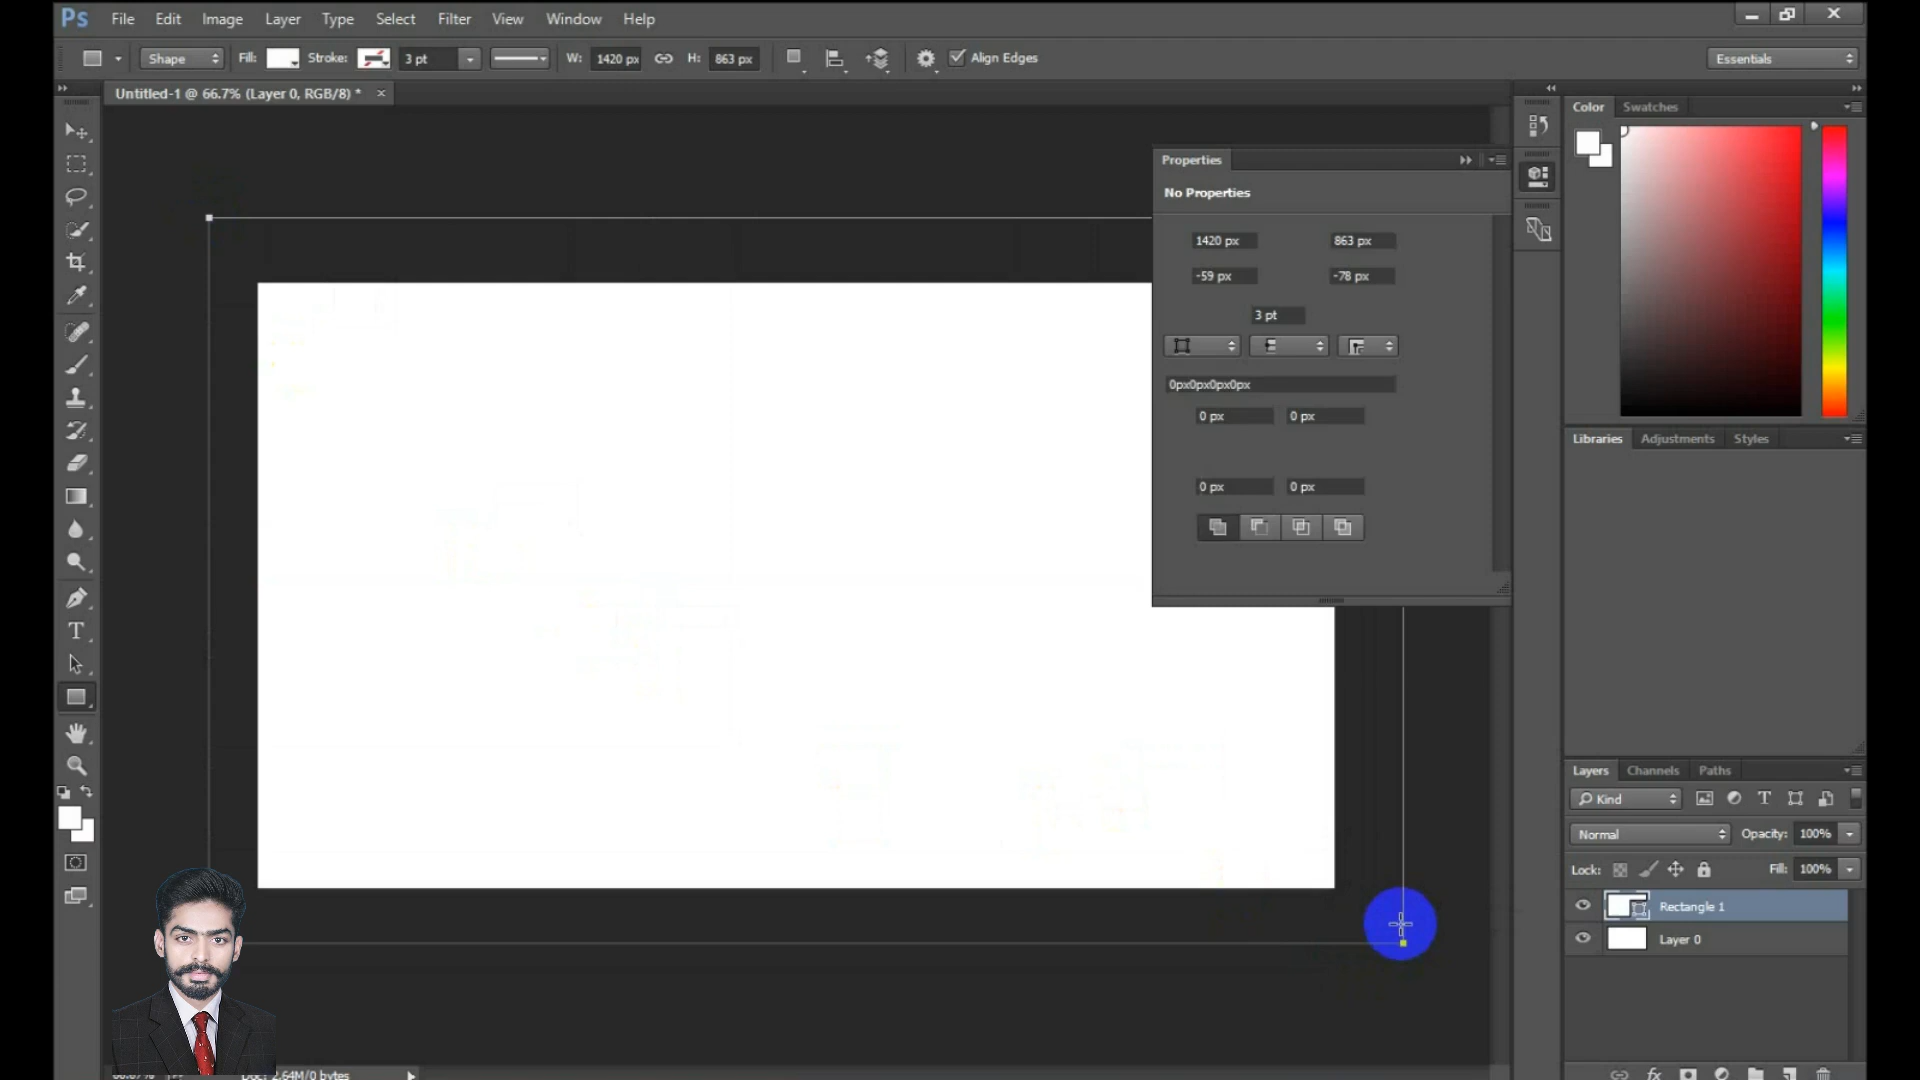 Ps File Edit Image Layer Type Select Filter View Window Help
Shape Fill: Stroke: 3 pt W: 1420 px H: 863 px Align Edges Essentials
Untitled-1 @ 66.7% (Layer 0, RGB/8) * ×
Color Swatches
Properties
No Properties
1420 px 863 px
-59 px -78 px
3 pt
0px0px0px0px
0 px 0 px
0 px 0 px
Libraries Adjustments Styles
Layers Channels Paths
Kind
Normal Opacity: 100%
Lock: Fill: 100%
Rectangle 1
Layer 0
2.64M/0 bytes